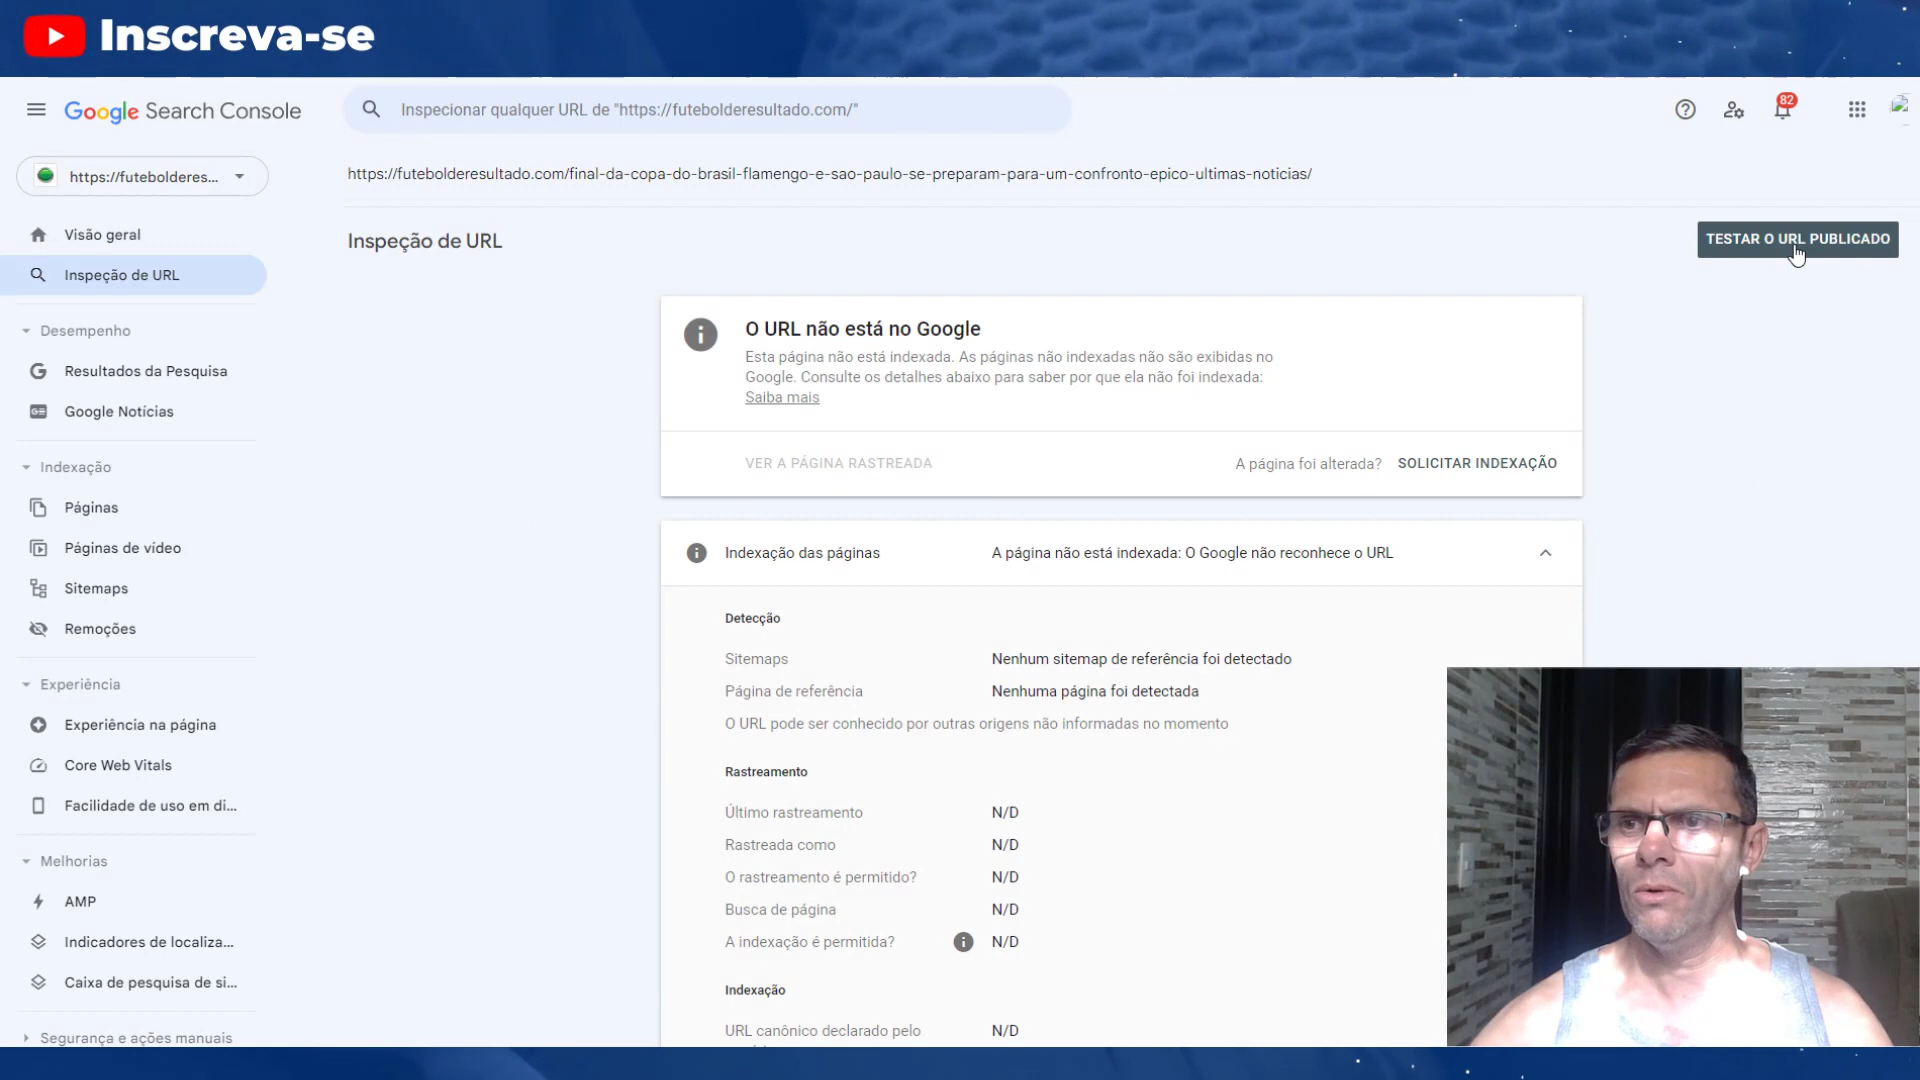 Inscreva-se
Google Search Console
Inspecionar qualquer URL de "https://futebolderesultado.com/"
82
https://futebolderes...
https://futebolderesultado.com/final-da-copa-do-brasil-flamengo-e-sao-paulo-se-preparam-para-um-confronto-epico-ultimas-noticias/
Visão geral
Inspeção de URL
Inspeção de URL
TESTAR O URL PUBLICADO
Desempenho
Resultados da Pesquisa
Google Notícias
Indexação
Páginas
Páginas de vídeo
Sitemaps
Remoções
Experiência
Experiência na página
Core Web Vitals
Facilidade de uso em di...
Melhorias
AMP
Indicadores de localiza...
Caixa de pesquisa de si...
Segurança e ações manuais
O URL não está no Google
Esta página não está indexada. As páginas não indexadas não são exibidas no
Google. Consulte os detalhes abaixo para saber por que ela não foi indexada:
Saiba mais
VER A PÁGINA RASTREADA
A página foi alterada? SOLICITAR INDEXAÇÃO
Indexação das páginas A página não está indexada: O Google não reconhece o URL
Detecção
Sitemaps Nenhum sitemap de referência foi detectado
Página de referência Nenhuma página foi detectada
O URL pode ser conhecido por outras origens não informadas no momento
Rastreamento
Último rastreamento N/D
Rastreada como N/D
O rastreamento é permitido? N/D
Busca de página N/D
A indexação é permitida? N/D
Indexação
URL canônico declarado pelo N/D